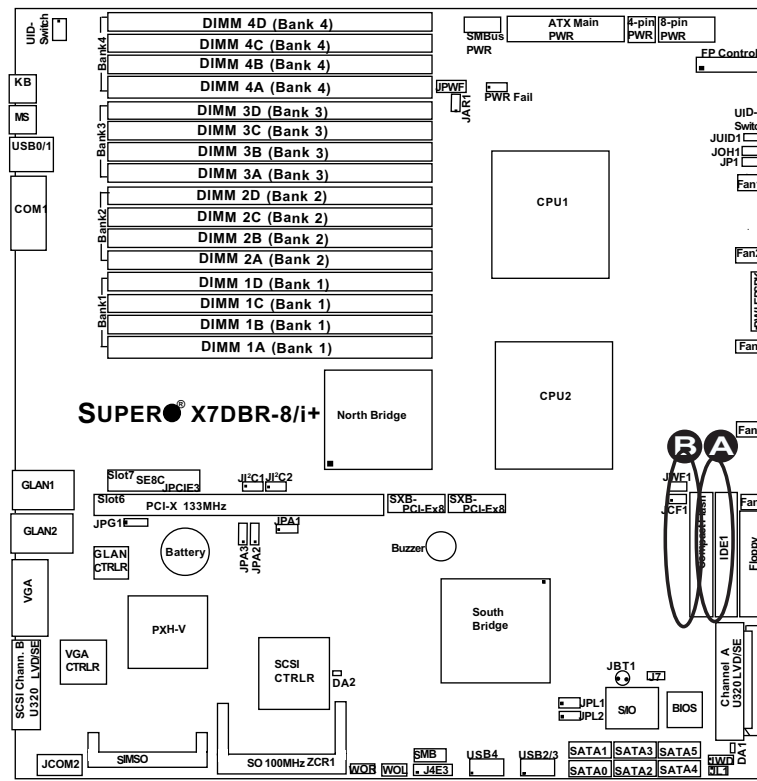 UID-
Switch
Bank4
DIMM 4D (Bank 4)
DIMM 4C (Bank 4)
DIMM 4B (Bank 4)
DIMM 4A (Bank 4)
Bank3
DIMM 3D (Bank 3)
DIMM 3C (Bank 3)
DIMM 3B (Bank 3)
DIMM 3A (Bank 3)
Bank2
DIMM 2D (Bank 2)
DIMM 2C (Bank 2)
DIMM 2B (Bank 2)
DIMM 2A (Bank 2)
Bank1
DIMM 1D (Bank 1)
DIMM 1C (Bank 1)
DIMM 1B (Bank 1)
DIMM 1A (Bank 1)
SMBus
PWR
ATX Main
PWR
4-pin
PWR
8-pin
PWR
FP Control
JPWF
JAR1
PWR Fail
KB
MS
USB0/1
COM1
UID-
Switch
JUID1
JOH1
JP1
CPU1
CPU2
SUPER® X7DBR-8/i+
North Bridge
B
A
JWF1
JCF1
Compact Flash
IDE1
Fan
Floppy
GLAN1
GLAN2
VGA
Slot7
SE8C
JPCIE3
JI²C1
JI²C2
Slot6
PCI-X 133MHz
SXB-
PCI-Ex8
SXB-
PCI-Ex8
JPG1
JPA3
JPA2
JPA1
GLAN
CTRLR
Battery
Buzzer
PXH-V
South
Bridge
VGA
CTRLR
SCSI
CTRLR
DA2
SCSI Chann. B
U320 LVD/SE
Channel A
U320 LVD/SE
JBT1
J7
JPL1
JPL2
S/IO
BIOS
DA1
JCOM2
SIMSO
SO 100MHz ZCR1
WOR
WOL
SMB
J4E3
USB4
USB2/3
SATA1
SATA3
SATA5
SATA0
SATA2
SATA4
JWD
JL1